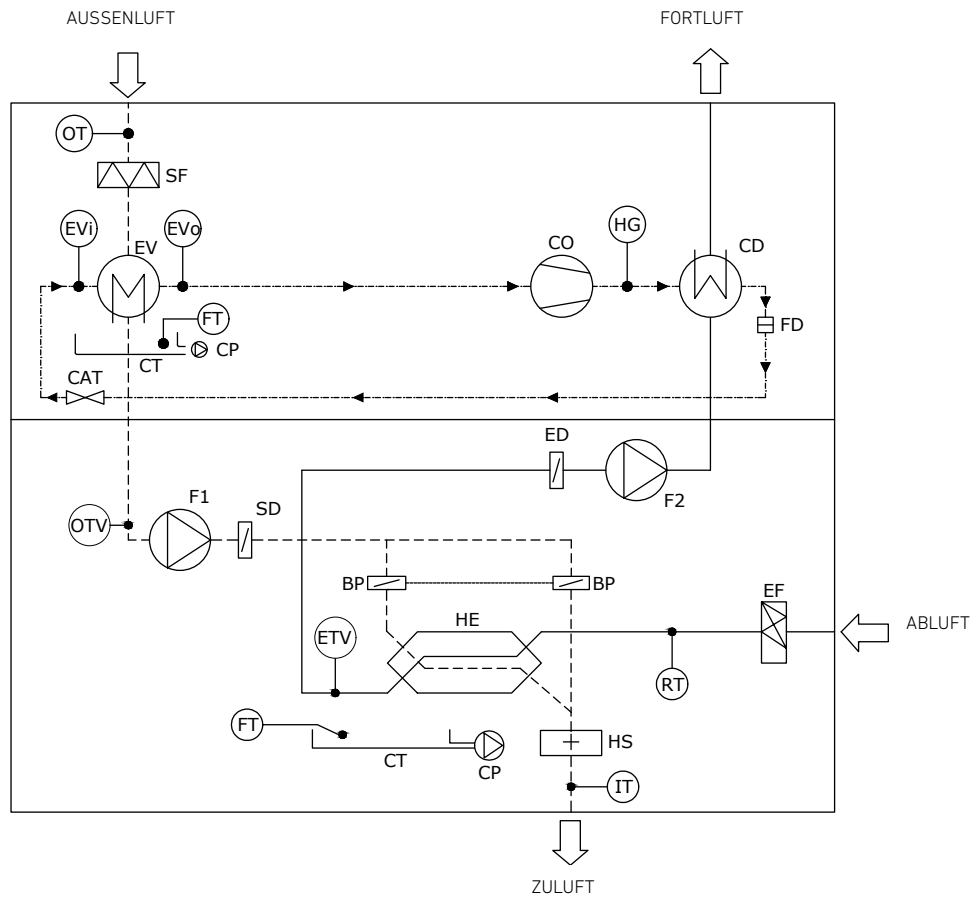 AUSSENLUFT
FORTLUFT
OT
SF
EVi
EVo
EV
CO
HG
CD
FT
CP
CT
FD
CAT
ED
F2
F1
SD
OTV
BP
BP
EF
HE
ETV
ABLUFT
RT
FT
CT
CP
HS
IT
ZULUFT